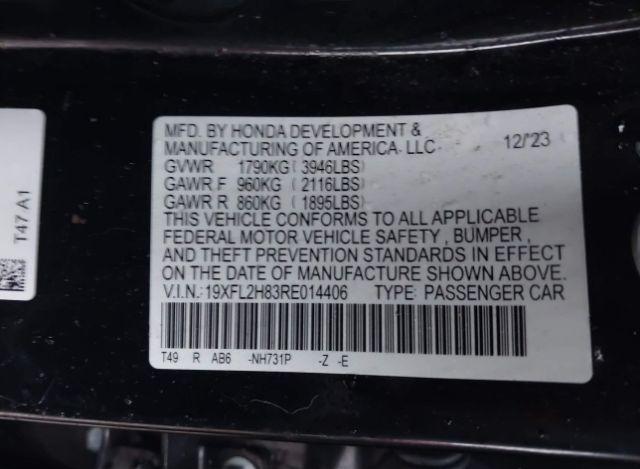 MFD. BY HONDA DEVELOPMENT &
MANUFACTURING OF AMERICA. LLC 12/'23
GVWR 1790KG ( 3946LBS)
GAWR F 960KG ( 2116LBS)
GAWR R 860KG ( 1895LBS)
THIS VEHICLE CONFORMS TO ALL APPLICABLE
FEDERAL MOTOR VEHICLE SAFETY , BUMPER ,
AND THEFT PREVENTION STANDARDS IN EFFECT
ON THE DATE OF MANUFACTURE SHOWN ABOVE.
V.I.N.:19XFL2H83RE014406 TYPE: PASSENGER CAR
T49 R AB6 -NH731P -Z -E
T47 A1